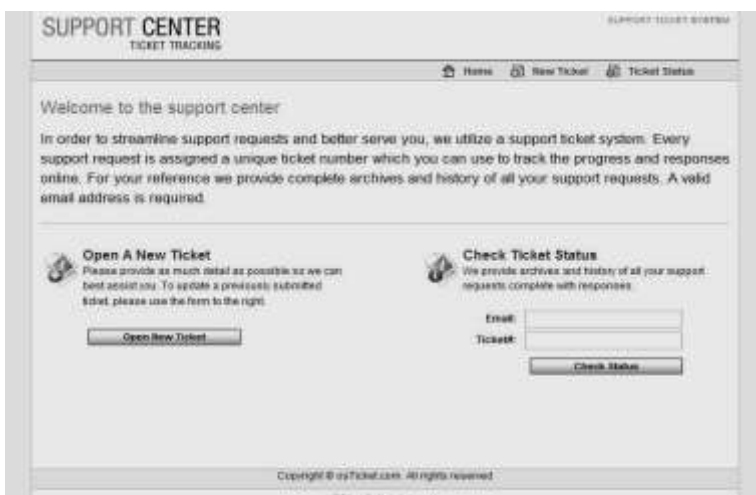 SUPPORT CENTER
TICKET TRACKING
SUPPORT TICKET SYSTEM
Home New Ticket Ticket Status
Welcome to the support center
In order to streamline support requests and better serve you, we utilize a support ticket system. Every
support request is assigned a unique ticket number which you can use to track the progress and responses
online. For your reference we provide complete archives and history of all your support requests. A valid
email address is required.
Open A New Ticket
Please provide as much detail as possible so we can
best assist you. To update a previously submitted
ticket, please use the form to the right.
Open New Ticket
Check Ticket Status
We provide archives and history of all your support
requests complete with responses.
Email:
Ticket#:
Check Status
Copyright © osTicket.com. All rights reserved